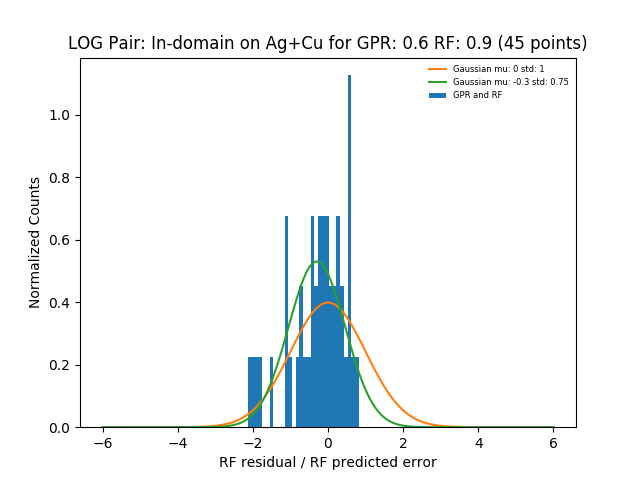 LOG Pair: In-domain on Ag+Cu for GPR: 0.6 RF: 0.9 (45 points)
Gaussian mu: 0 std: 1
Gaussian mu: -0.3 std: 0.75
GPR and RF
Normalized Counts
1.0
0.8
0.6
0.4
0.2
0.0
−6 −4 −2 0 2 4 6
RF residual / RF predicted error